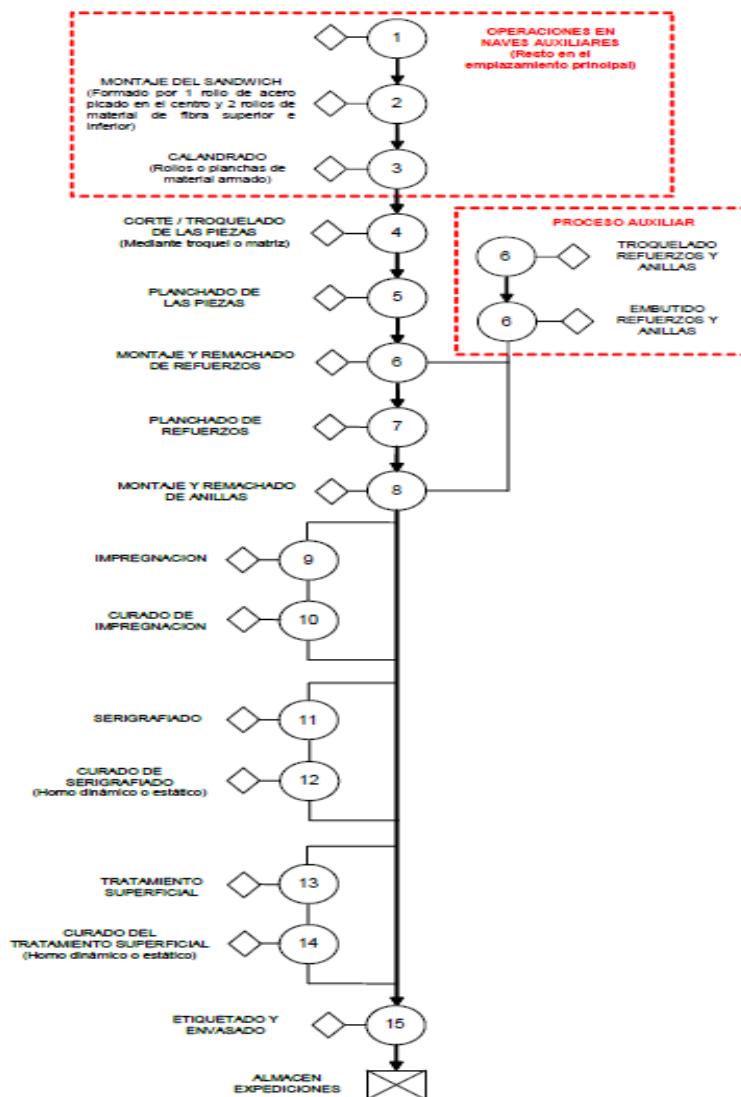 1
OPERACIONES EN
NAVES AUXILIARES
(Resto en el
emplazamiento principal)
MONTAJE DEL SANDWICH
(Formado por 1 rollo de acero
picado en el centro y 2 rollos de
material de fibra superior e
inferior)
2
CALANDRADO
(Rollos o planchas de
material armado)
3
CORTE / TROQUELADO
DE LAS PIEZAS
(Mediante troquel o matriz)
4
PROCESO AUXILIAR
6
TROQUELADO
REFUERZOS Y
ANILLAS
PLANCHADO DE
LAS PIEZAS
5
6
EMBUTIDO
REFUERZOS Y
ANILLAS
MONTAJE Y REMACHADO
DE REFUERZOS
6
PLANCHADO DE
REFUERZOS
7
MONTAJE Y REMACHADO
DE ANILLAS
8
IMPREGNACION
9
CURADO DE
IMPREGNACION
10
SERIGRAFIADO
11
CURADO DE
SERIGRAFIADO
(Horno dinámico o estático)
12
TRATAMIENTO
SUPERFICIAL
13
CURADO DEL
TRATAMIENTO SUPERFICIAL
(Horno dinámico o estático)
14
ETIQUETADO Y
ENVASADO
15
ALMACEN
EXPEDICIONES